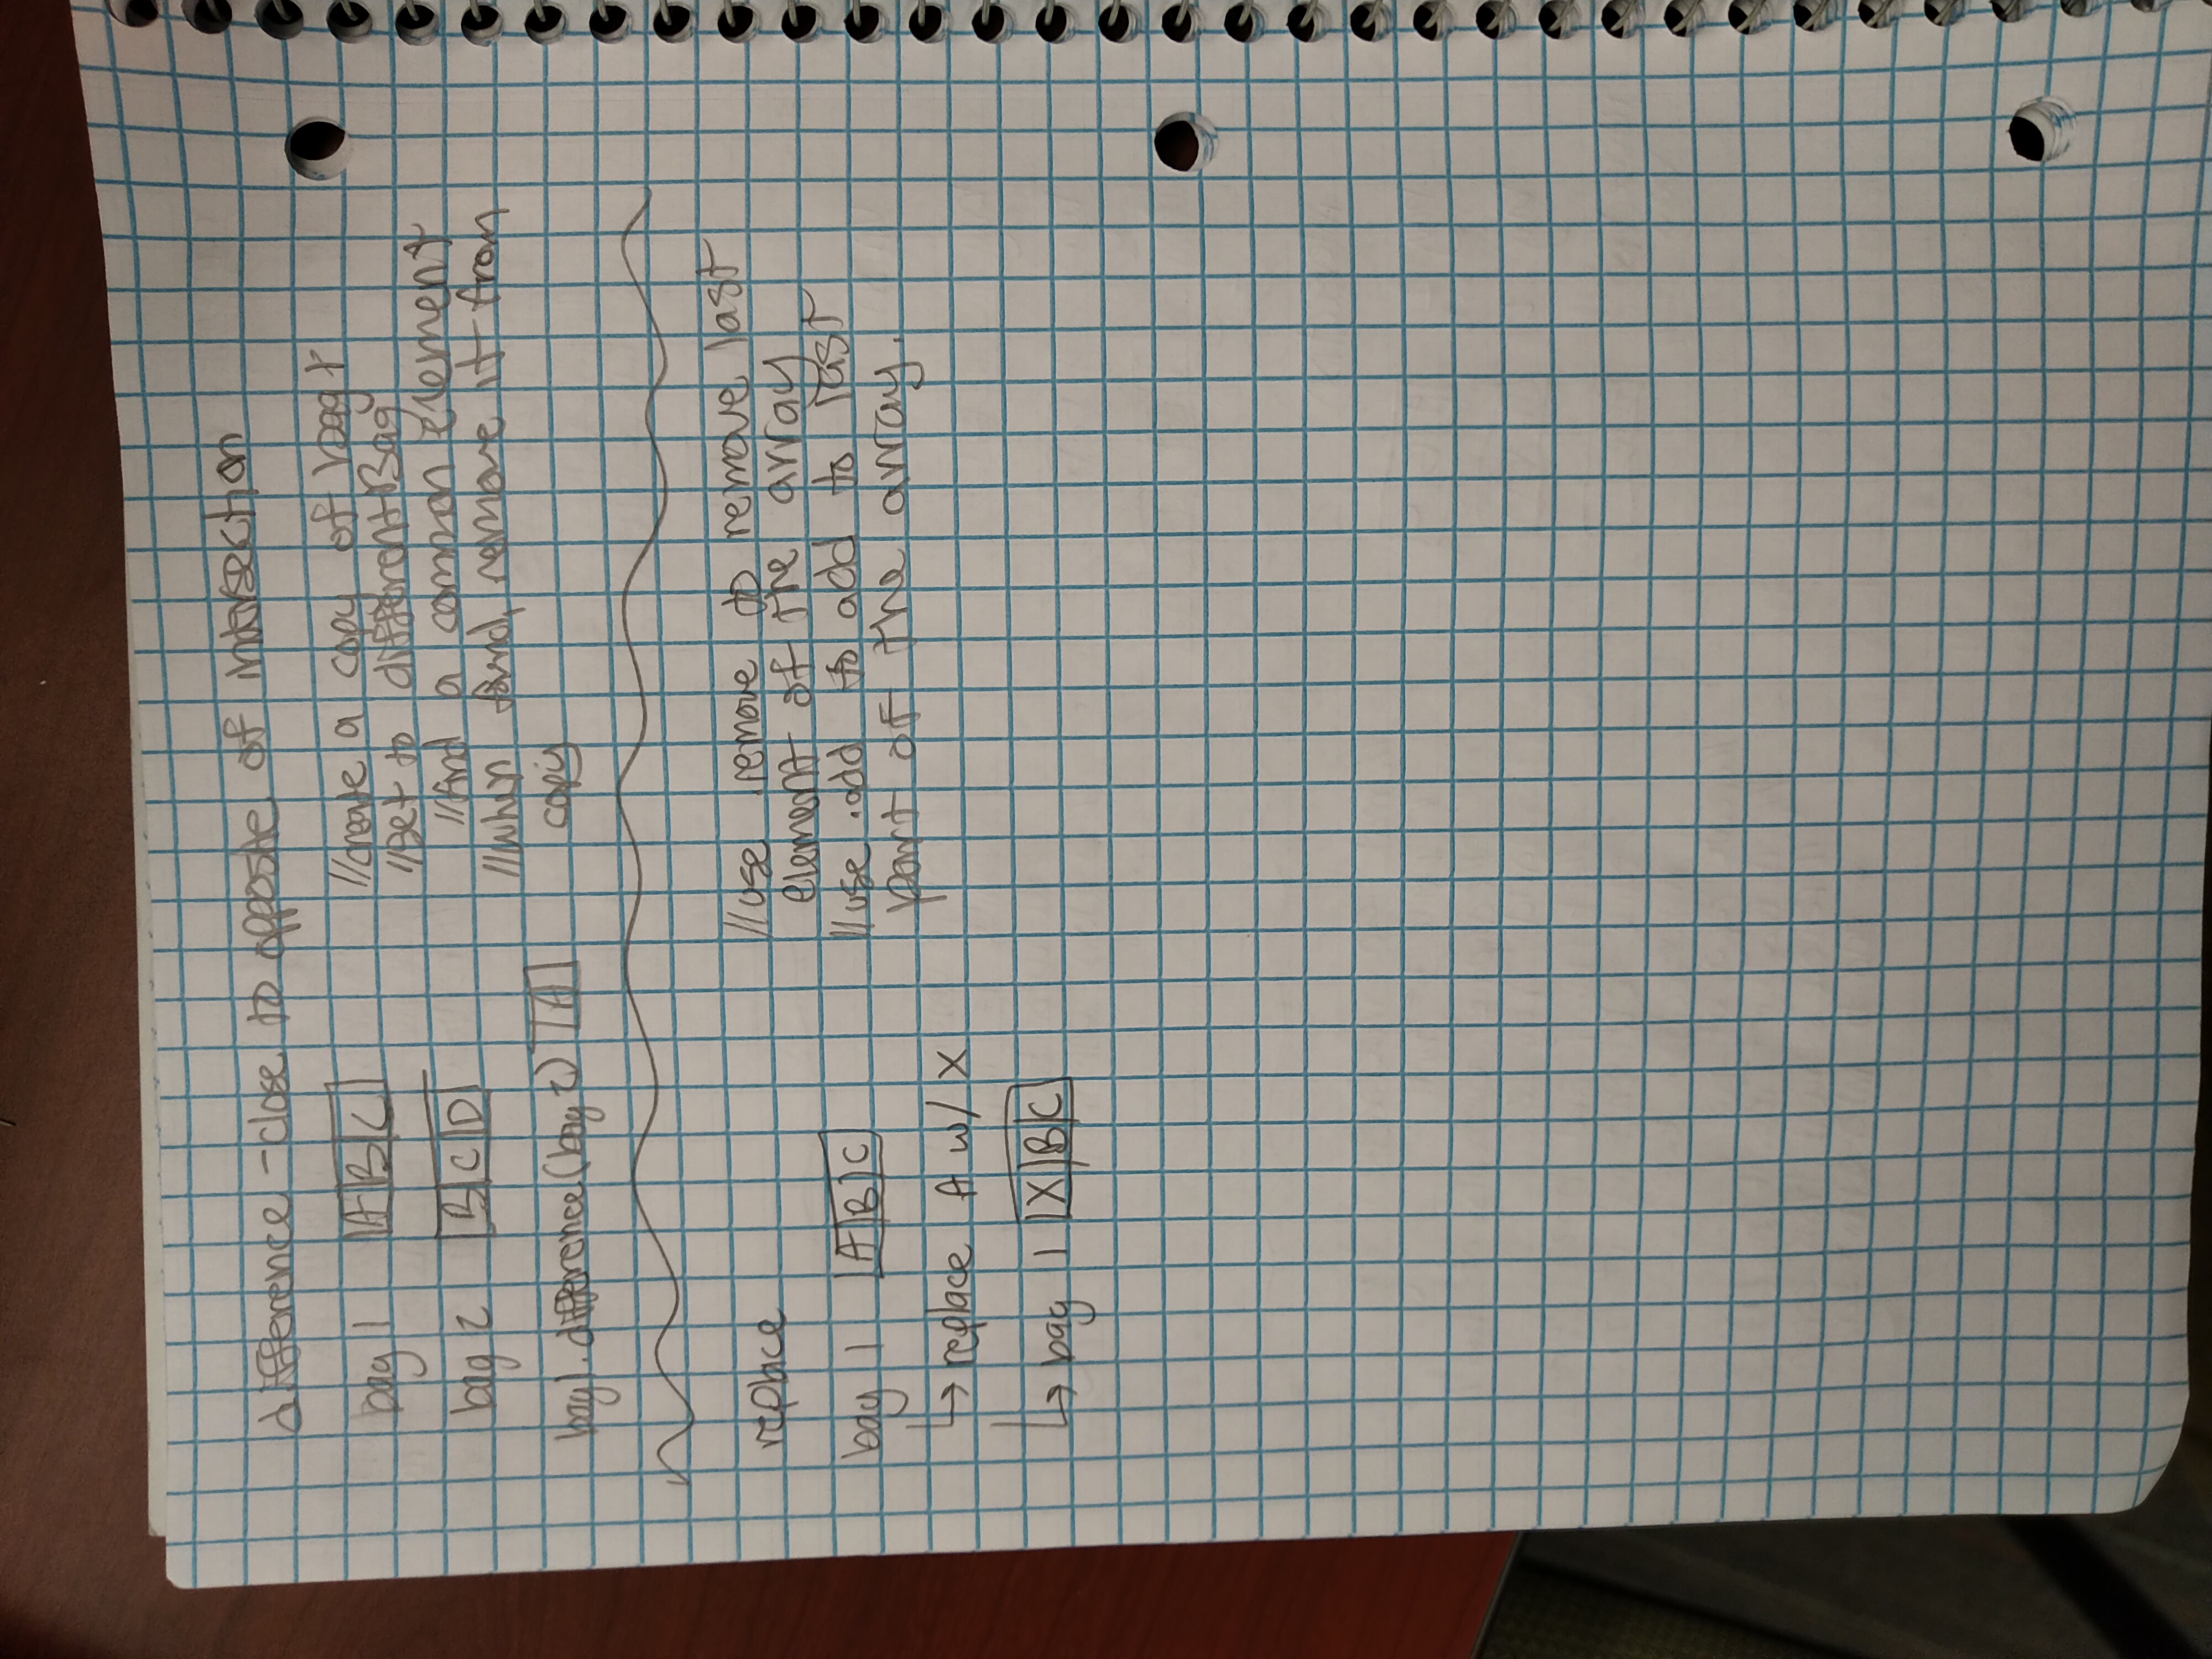 difference - close to opposite of intersection
bag 1 A B C
bag 2 B C D
bag1.difference(bag2) A
//create a copy of bag 1
//set to differentBag
//find a common element
//when found, remove it from
copy
replace
bag 1 A B C
↳ replace A w/ X
↳ bag 1 X B C
//use remove to remove last
element of the array
//use .add to add to last
part of the array.